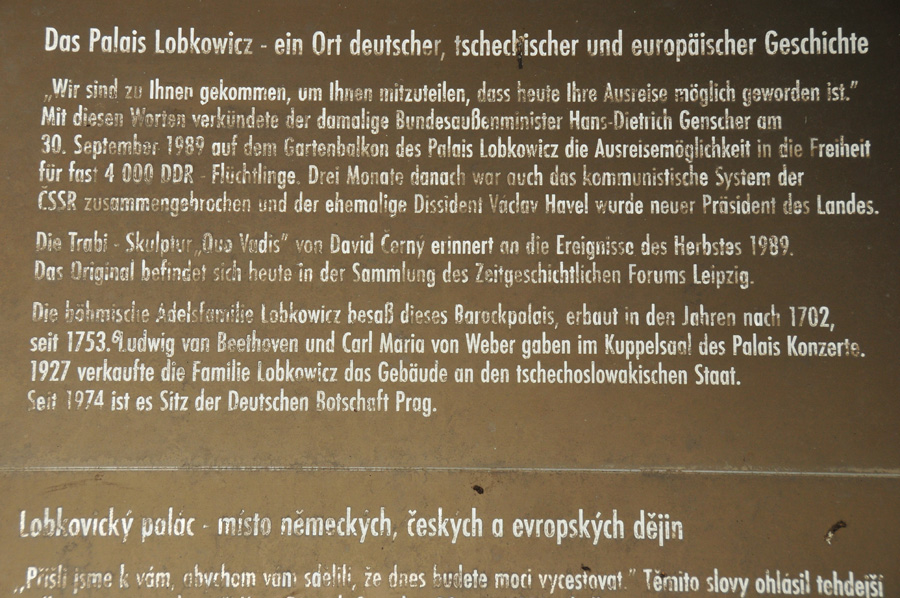 Das Palais Lobkowicz - ein Ort deutscher, tschechischer und europäischer Geschichte
„Wir sind zu Ihnen gekommen, um Ihnen mitzuteilen, dass heute Ihre Ausreise möglich geworden ist.”
Mit diesen Worten verkündete der damalige Bundesaußenminister Hans-Dietrich Genscher am
30. September 1989 auf dem Gartenbalkon des Palais Lobkowicz die Ausreisemöglichkeit in die Freiheit
für fast 4 000 DDR - Flüchtlinge. Drei Monate danach war auch das kommunistische System der
ČSSR zusammengebrochen und der ehemalige Dissident Václav Havel wurde neuer Präsident des Landes.
Die Trabi - Skulptur „Quo Vadis” von David Černý erinnert an die Ereignisse des Herbstes 1989.
Das Original befindet sich heute in der Sammlung des Zeitgeschichtlichen Forums Leipzig.
Die böhmische Adelsfamilie Lobkowicz besaß dieses Barockpalais, erbaut in den Jahren nach 1702,
seit 1753. Ludwig van Beethoven und Carl Maria von Weber gaben im Kuppelsaal des Palais Konzerte.
1927 verkaufte die Familie Lobkowicz das Gebäude an den tschechoslowakischen Staat.
Seit 1974 ist es Sitz der Deutschen Botschaft Prag.
Lobkovický palác - místo německých, českých a evropských dějin
„Přišli jsme k vám, abychom vám sdělili, že dnes budete moci vycestovat.” Těmito slovy ohlásil tehdejší